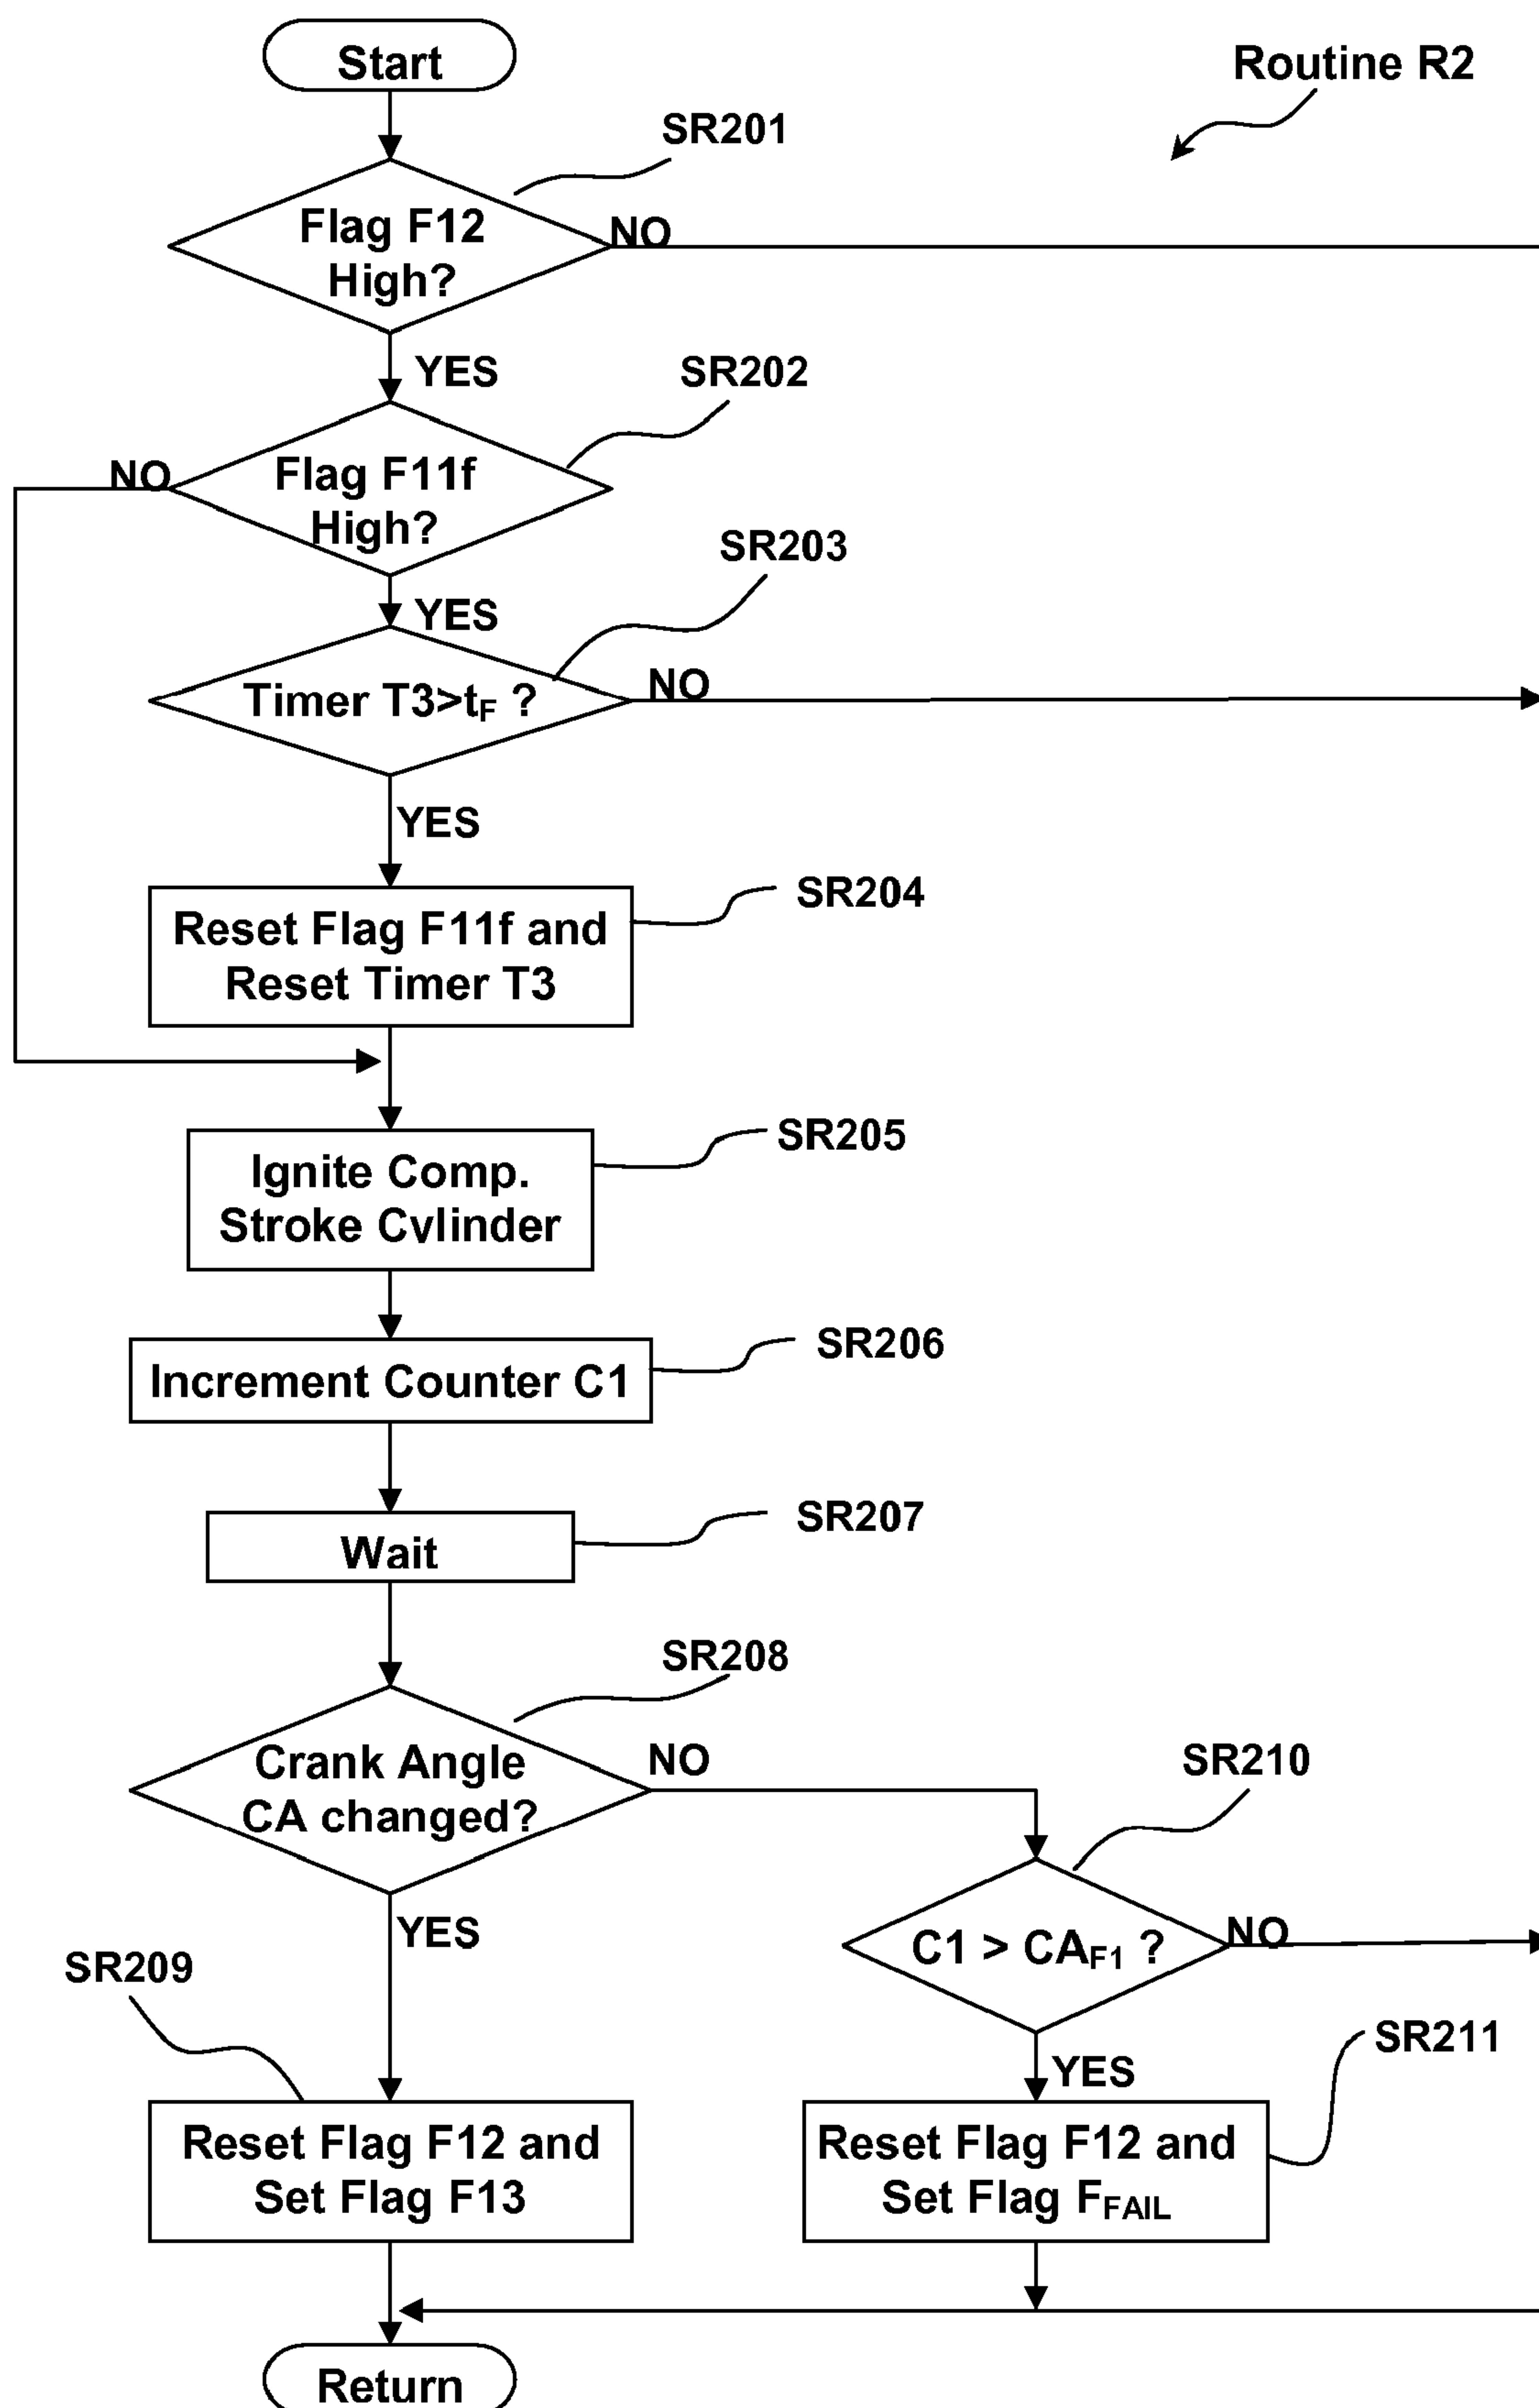 Start
Routine R2
SR201
Flag F12
High?
NO
YES
SR202
NO
Flag F11f
High?
SR203
YES
Timer T3>tF ?
NO
YES
SR204
Reset Flag F11f and
Reset Timer T3
SR205
Ignite Comp.
Stroke Cvlinder
SR206
Increment Counter C1
SR207
Wait
SR208
Crank Angle
CA changed?
NO
SR210
YES
C1 > CAF1 ?
NO
SR209
SR211
YES
Reset Flag F12 and
Set Flag F13
Reset Flag F12 and
Set Flag FFAIL
Return